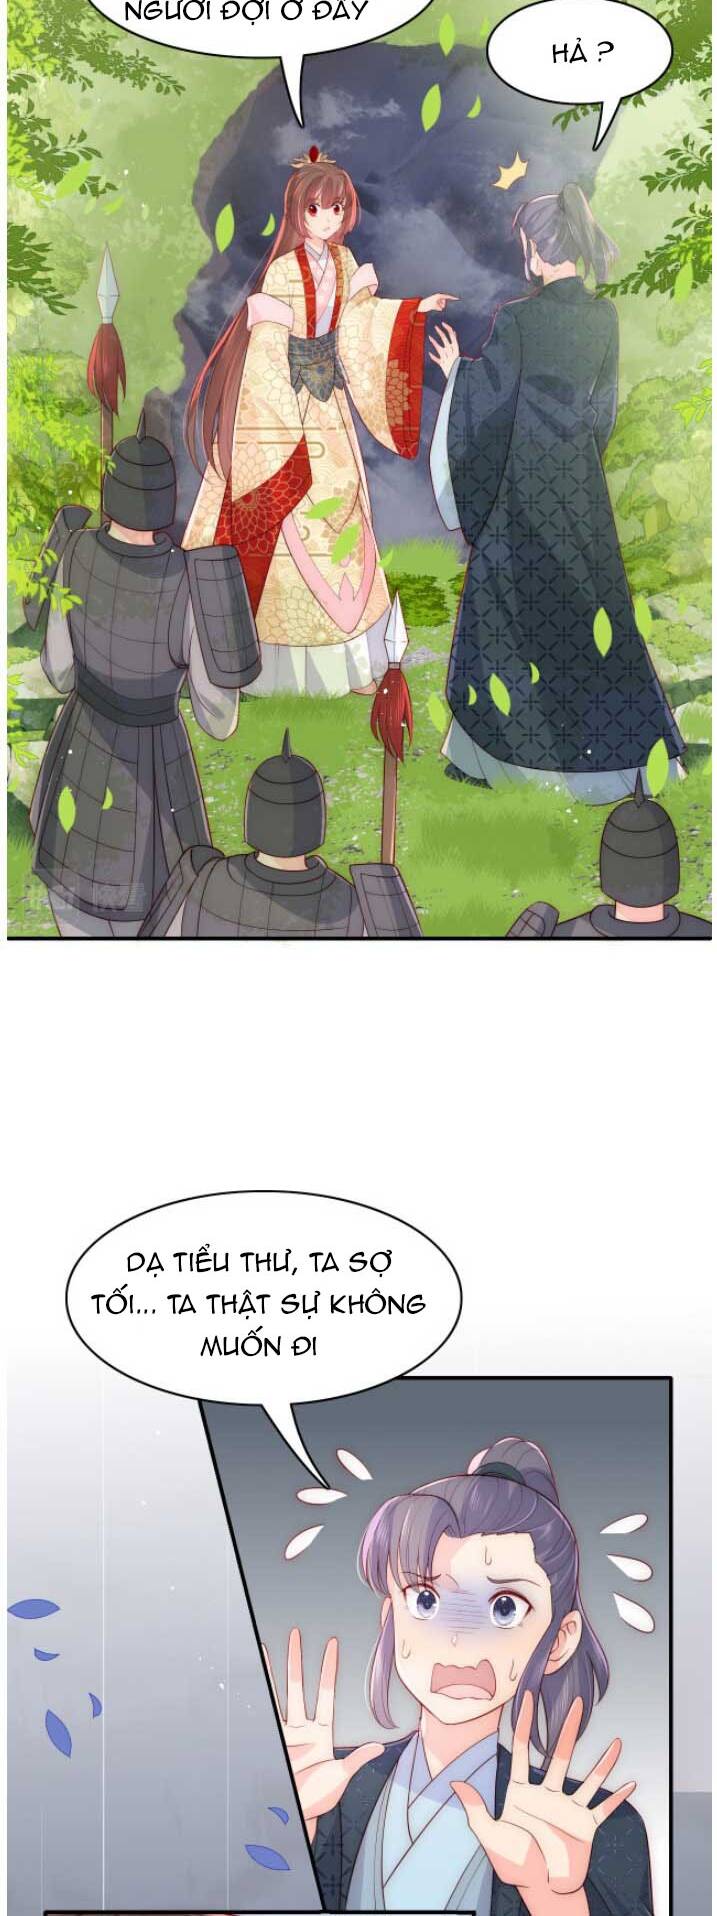 NGƯƠI ĐỢI Ở ĐÂY
HẢ ?
DẠ TIỂU THƯ, TA SỢ
TỐI... TA THẬT SỰ KHÔNG
MUỐN ĐI